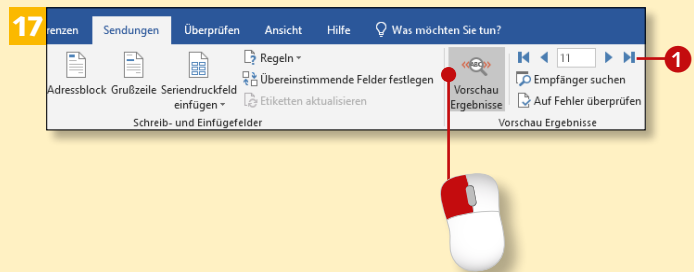 17
renzen Sendungen Überprüfen Ansicht Hilfe Was möchten Sie tun?
Adressblock Grußzeile Seriendruckfeld einfügen
Regeln
Übereinstimmende Felder festlegen
Etiketten aktualisieren
Schreib- und Einfügefelder
ABC
Vorschau Ergebnisse
11
1
Empfänger suchen
Auf Fehler überprüfen
Vorschau Ergebnisse